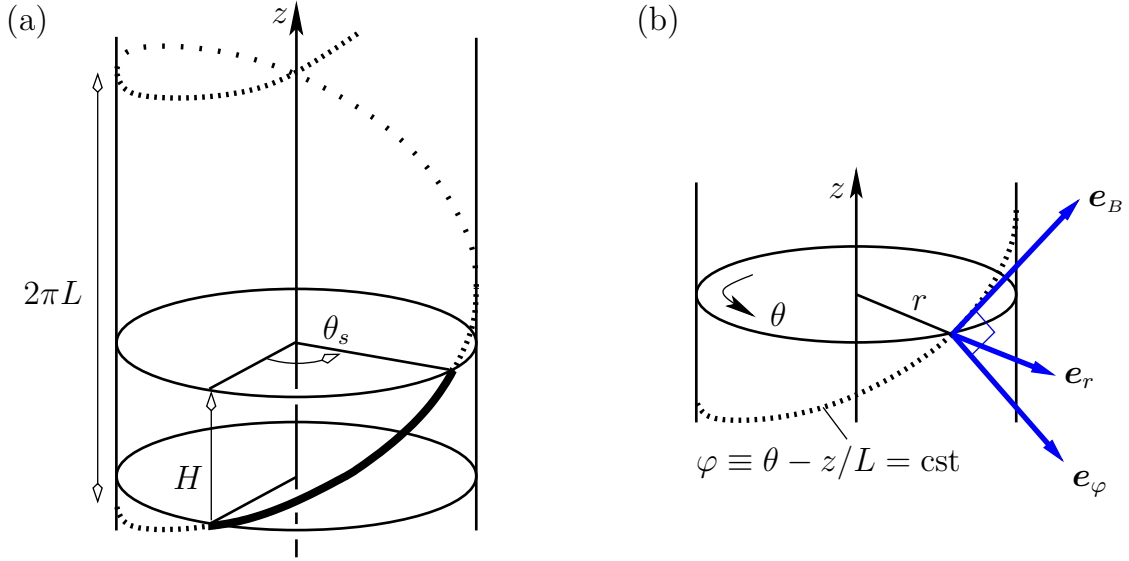 (a)
z
2πL
θ_s
H
(b)
z
e_B
r
θ
e_r
φ ≡ θ − z/L = cst
e_φ